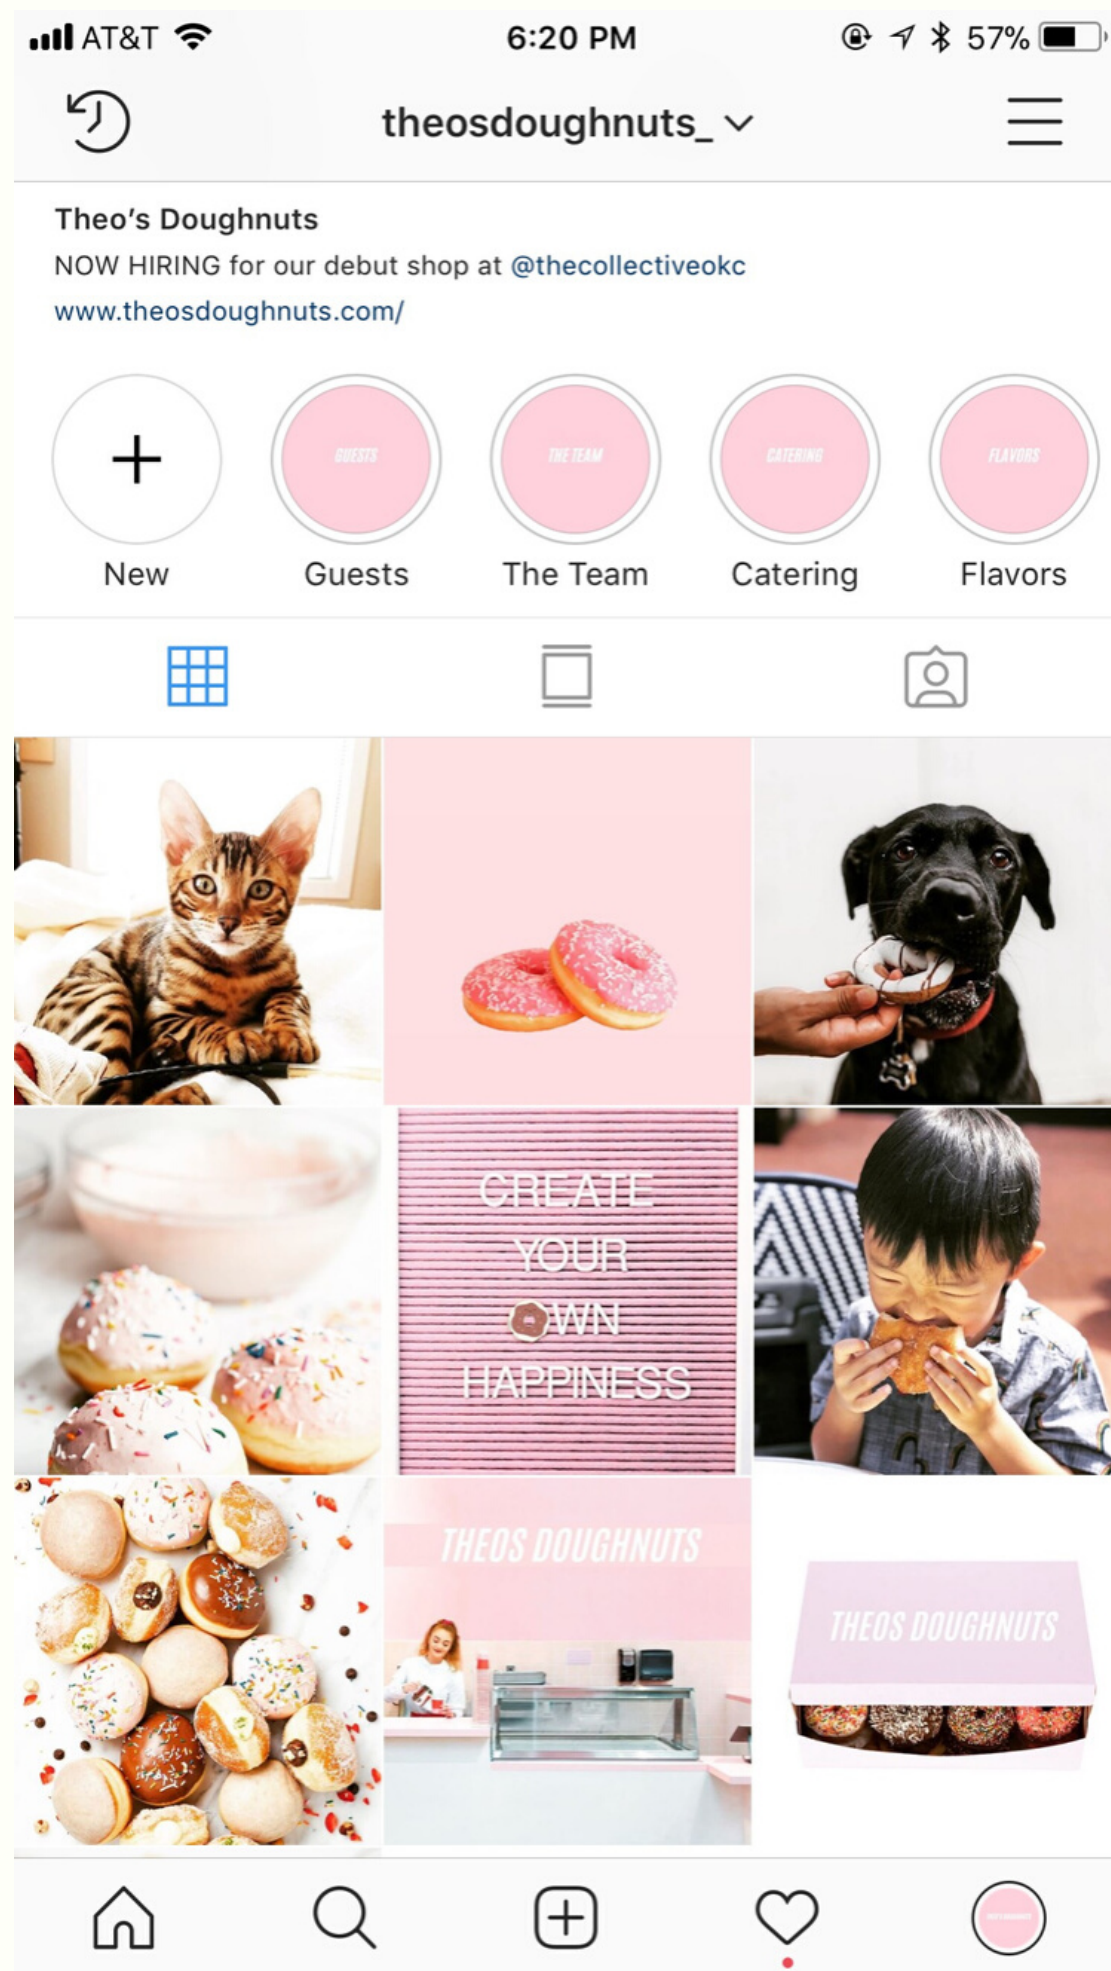 AT&T 6:20 PM 57%
theosdoughnuts_
Theo's Doughnuts
NOW HIRING for our debut shop at @thecollectiveokc
www.theosdoughnuts.com/
GUESTS THE TEAM CATERING FLAVORS
New Guests The Team Catering Flavors
CREATE
YOUR
OWN
HAPPINESS
THEOS DOUGHNUTS
THEOS DOUGHNUTS